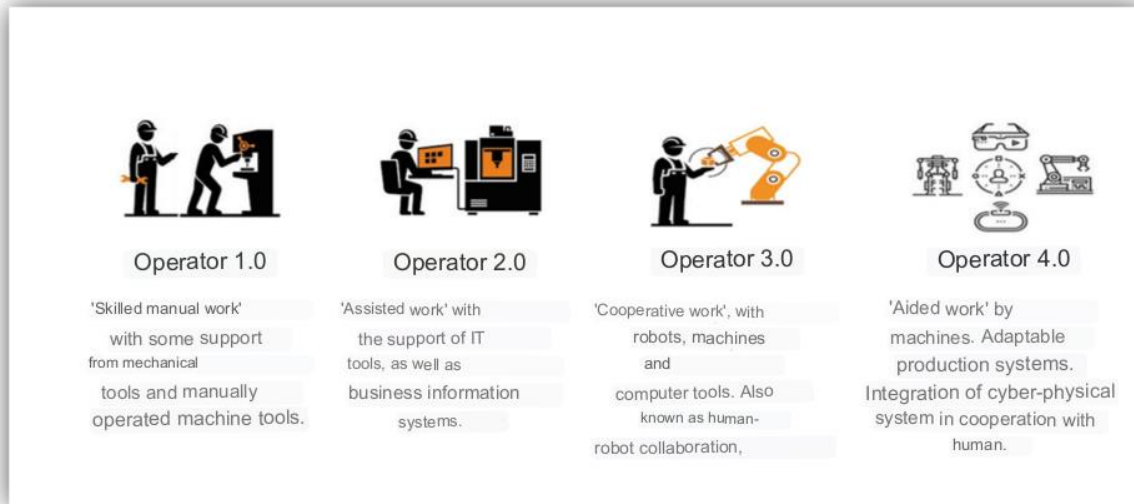 Operator 1.0
'Skilled manual work'
with some support
from mechanical
tools and manually
operated machine tools.
Operator 2.0
'Assisted work' with
the support of IT
tools, as well as
business information
systems.
Operator 3.0
'Cooperative work', with
robots, machines
and
computer tools. Also
known as human-
robot collaboration,
Operator 4.0
'Aided work' by
machines. Adaptable
production systems.
Integration of cyber-physical
system in cooperation with
human.